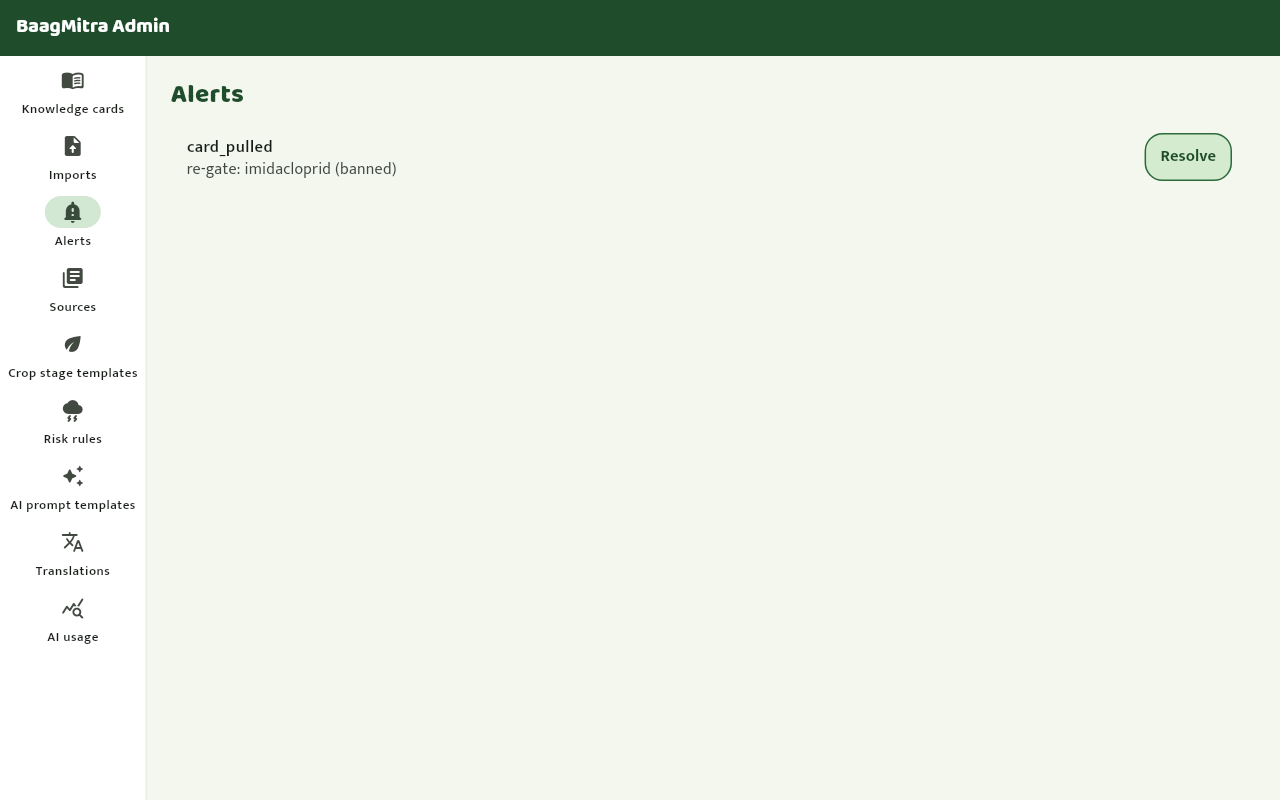 BaagMitra Admin
Knowledge cards
Imports
Alerts
Sources
Crop stage templates
Risk rules
AI prompt templates
Translations
AI usage
Alerts
card_pulled
re-gate: imidacloprid (banned)
Resolve